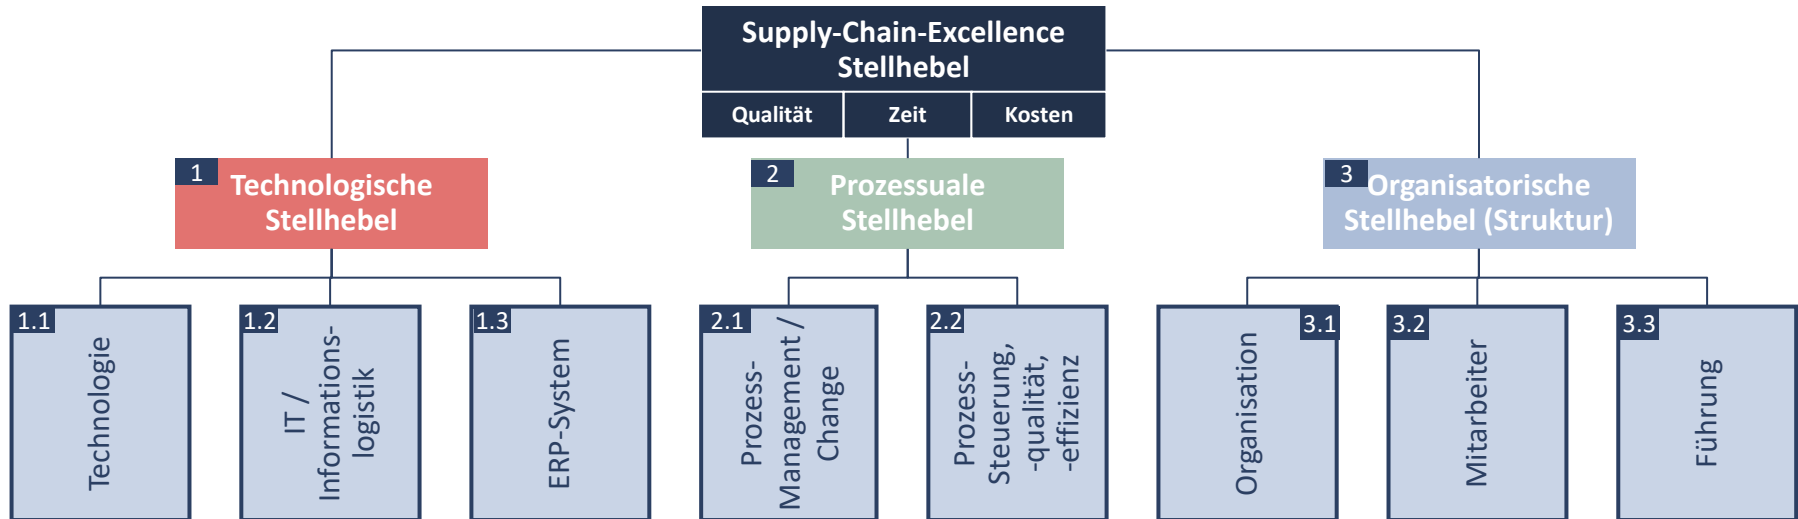 Supply-Chain-Excellence
Stellhebel
Qualität
Zeit
Kosten
1
Technologische
Stellhebel
2
Prozessuale
Stellhebel
3
Organisatorische
Stellhebel (Struktur)
1.1
Technologie
1.2
IT /
Informations-
logistik
1.3
ERP-System
2.1
Prozess-
Management /
Change
2.2
Prozess-
Steuerung,
-qualität,
-effizienz
3.1
Organisation
3.2
Mitarbeiter
3.3
Führung